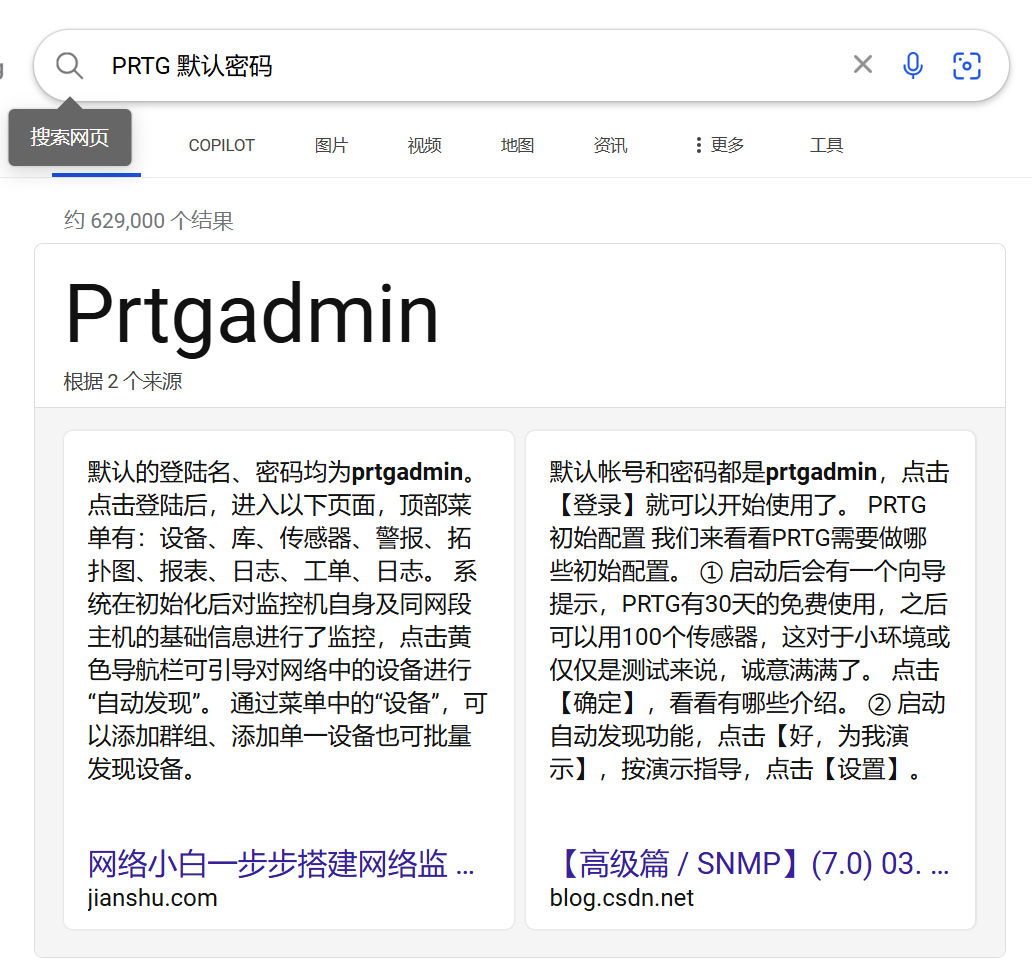 PRTG 默认密码
搜索网页
COPILOT
图片
视频
地图
资讯
更多
工具
约 629,000 个结果
Prtgadmin
根据 2 个来源
默认的登陆名、密码均为prtgadmin。
点击登陆后，进入以下页面，顶部菜
单有：设备、库、传感器、警报、拓
扑图、报表、日志、工单、日志。 系
统在初始化后对监控机自身及同网段
主机的基础信息进行了监控，点击黄
色导航栏可引导对网络中的设备进行
“自动发现”。 通过菜单中的“设备”，可
以添加群组、添加单一设备也可批量
发现设备。
网络小白一步步搭建网络监 ...
jianshu.com
默认帐号和密码都是prtgadmin，点击
【登录】就可以开始使用了。 PRTG
初始配置 我们来看看PRTG需要做哪
些初始配置。 ① 启动后会有一个向导
提示，PRTG有30天的免费使用，之后
可以用100个传感器，这对于小环境或
仅仅是测试来说，诚意满满了。 点击
【确定】，看看有哪些介绍。 ② 启动
自动发现功能，点击【好，为我演
示】，按演示指导，点击【设置】。
【高级篇 / SNMP】(7.0) 03. ...
blog.csdn.net